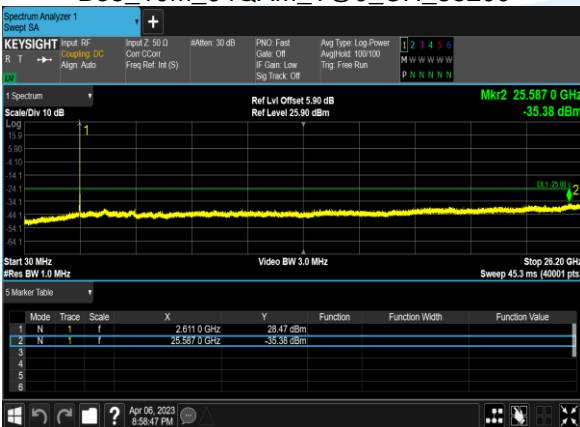 Spectrum Analyzer 1
Swept SA
KEYSIGHT Input: RF Input Z: 50 Ω #Atten: 30 dB PNO: Fast Avg Type: Log-Power 1 2 3 4 5 6
R T Coupling: DC Corr CCorr Gate: Off Avg|Hold: 100/100 M W W W W W
Align: Auto Freq Ref: Int (S) IF Gain: Low Trig: Free Run P N N N N N
Sig Track: Off
1 Spectrum Ref Lvl Offset 5.90 dB Mkr2 25.587 0 GHz
Scale/Div 10 dB Ref Level 25.90 dBm -35.38 dBm
Log
15.9
1
5.90
-4.10
-14.1
-24.1 DL1 -25.00
2
-34.1
-44.1
-54.1
-64.1
Start 30 MHz Video BW 3.0 MHz Stop 26.20 GHz
#Res BW 1.0 MHz Sweep 45.3 ms (40001 pts
5 Marker Table
Mode Trace Scale X Y Function Function Width Function Value
1 N 1 f 2.611 0 GHz 28.47 dBm
2 N 1 f 25.587 0 GHz -35.38 dBm
3
4
5
6
? Apr 06, 2023
8:58:47 PM